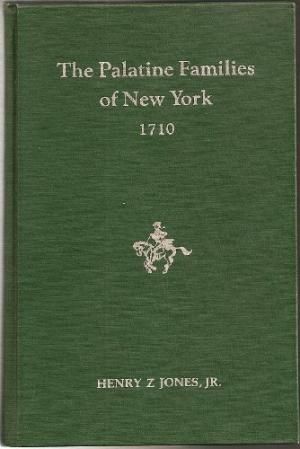 The Palatine Families
of New York
1710
HENRY Z JONES, JR.